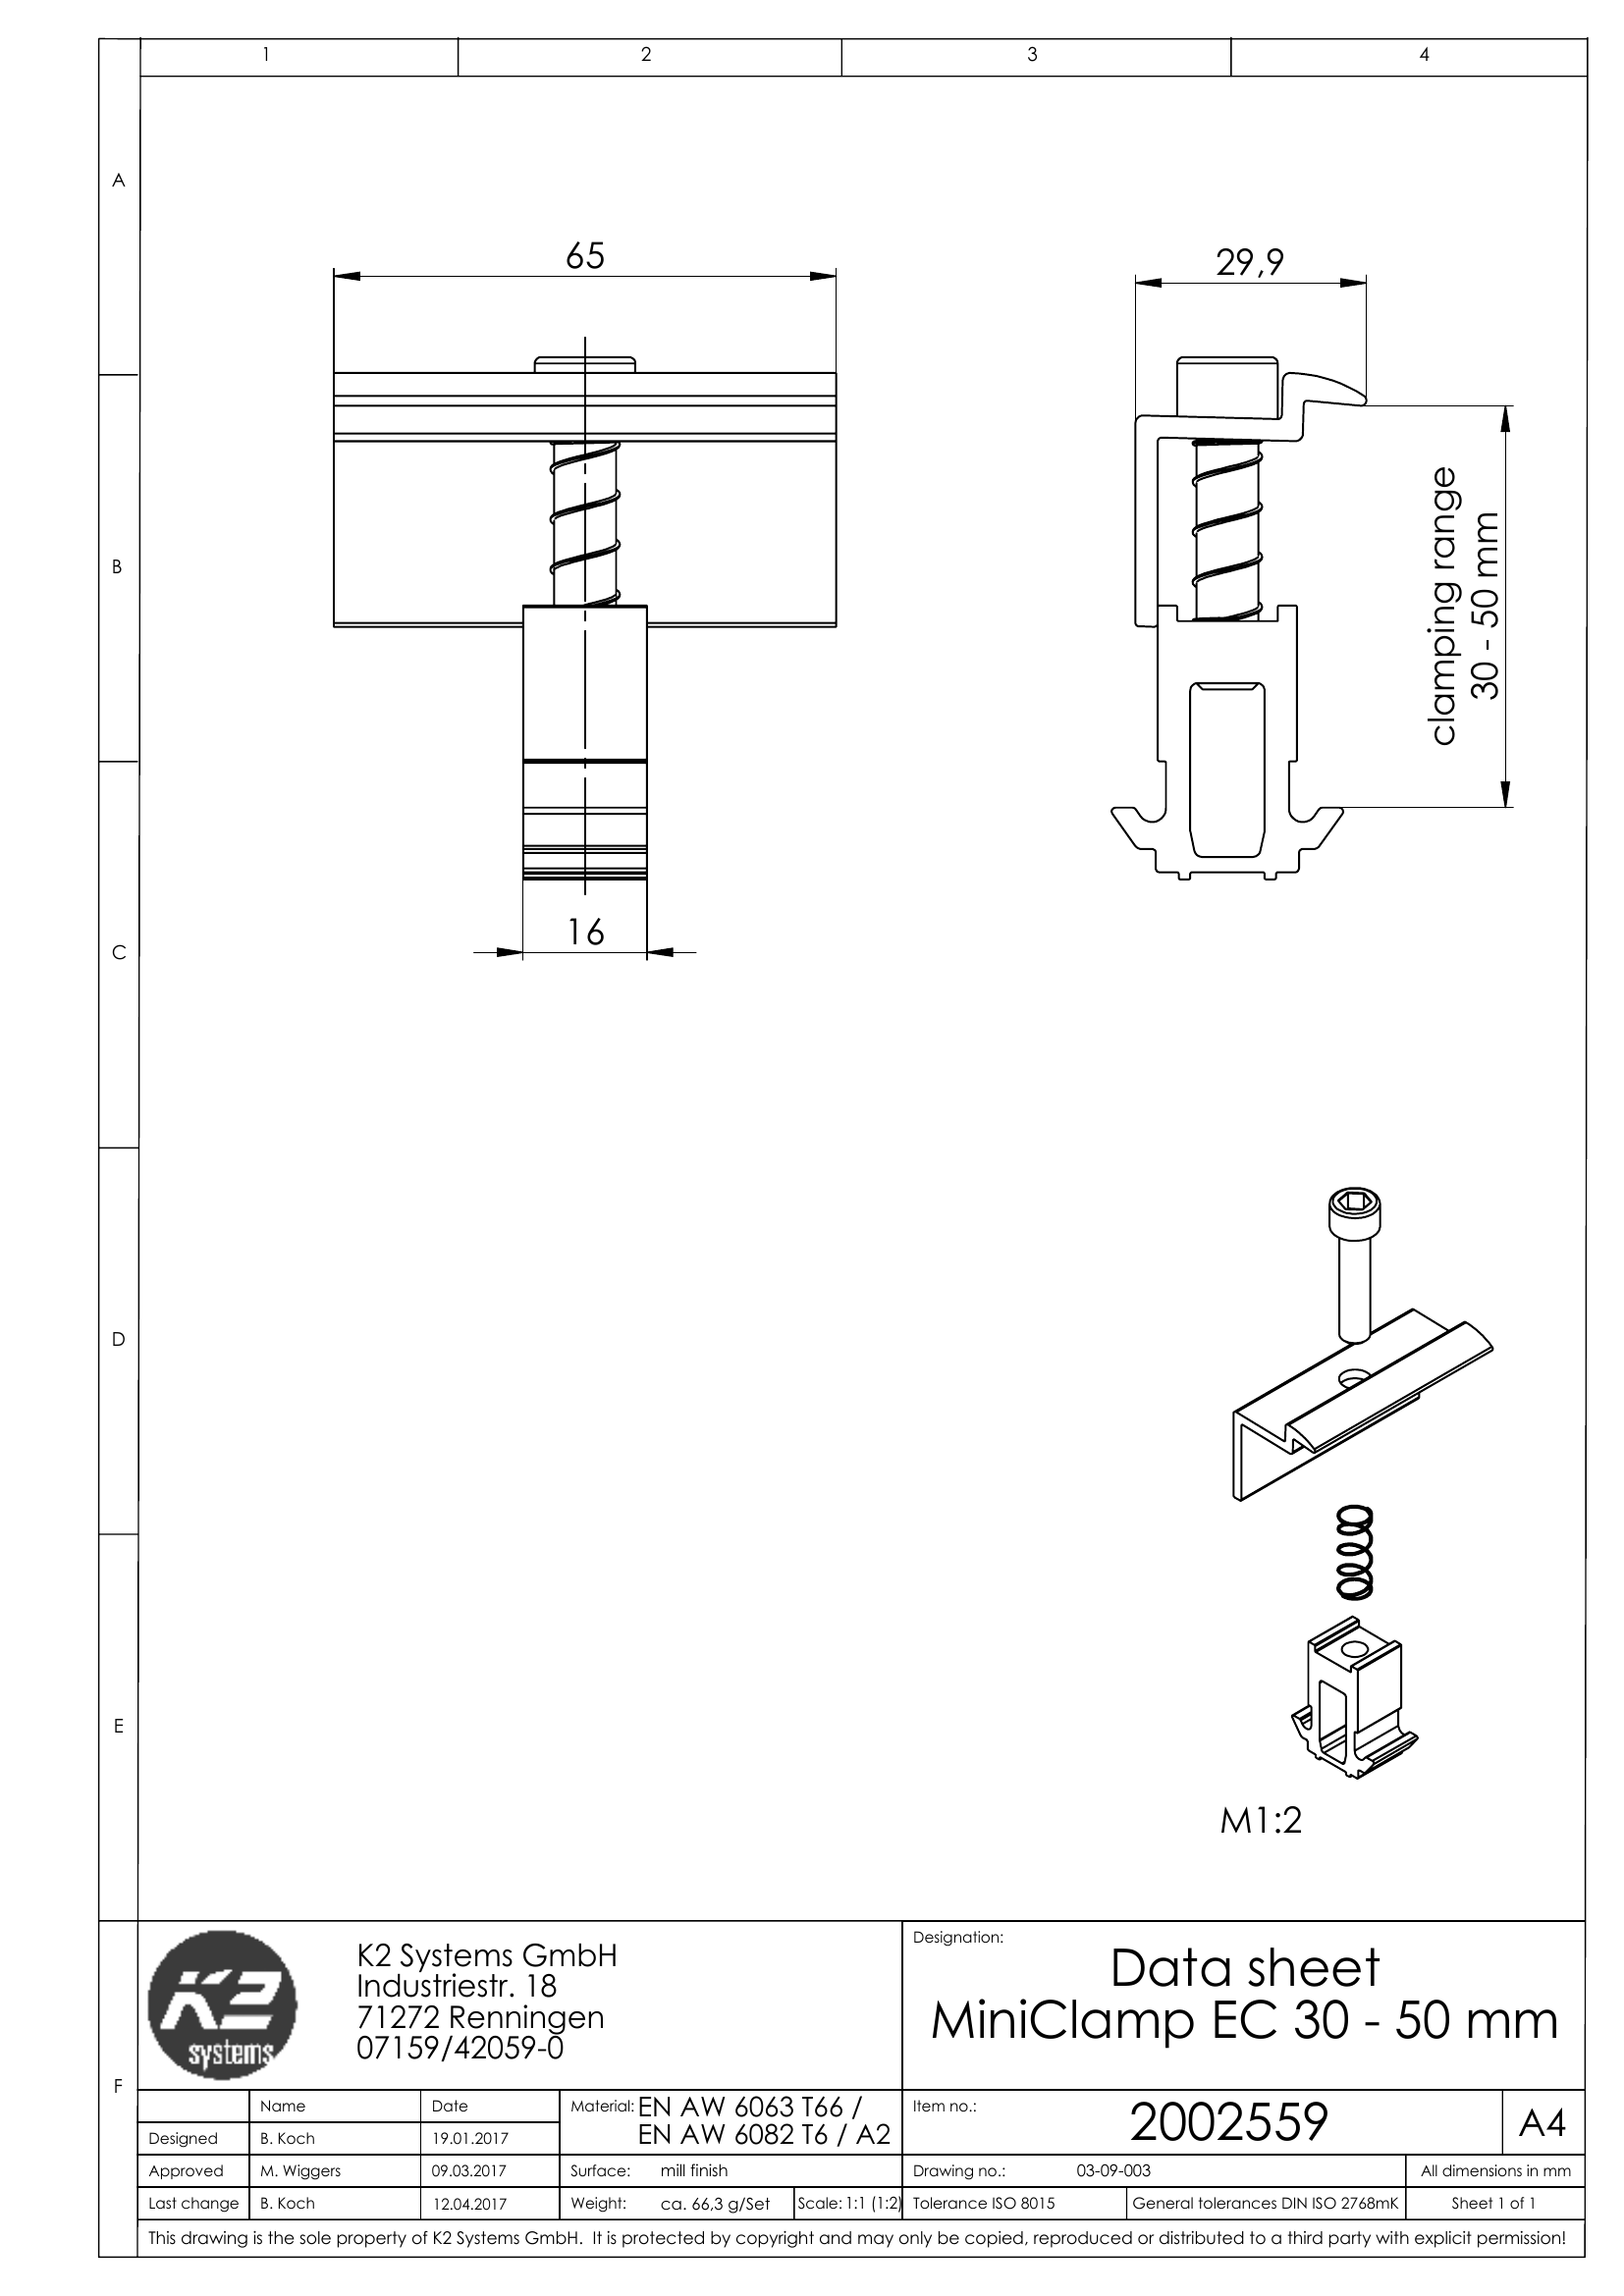 1 2 3 4
A
65
29,9
B
clamping range
30 - 50 mm
16
C
D
E
M1:2
F
K2
systems
K2 Systems GmbH
Industriestr. 18
71272 Renningen
07159/42059-0
Designation:
Data sheet
MiniClamp EC 30 - 50 mm
Name Date
Designed B. Koch 19.01.2017
Approved M. Wiggers 09.03.2017
Last change B. Koch 12.04.2017
Material: EN AW 6063 T66 /
EN AW 6082 T6 / A2
Surface: mill finish
Weight: ca. 66,3 g/Set Scale: 1:1 (1:2)
Item no.: 2002559 A4
Drawing no.: 03-09-003 All dimensions in mm
Tolerance ISO 8015 General tolerances DIN ISO 2768mK Sheet 1 of 1
This drawing is the sole property of K2 Systems GmbH. It is protected by copyright and may only be copied, reproduced or distributed to a third party with explicit permission!